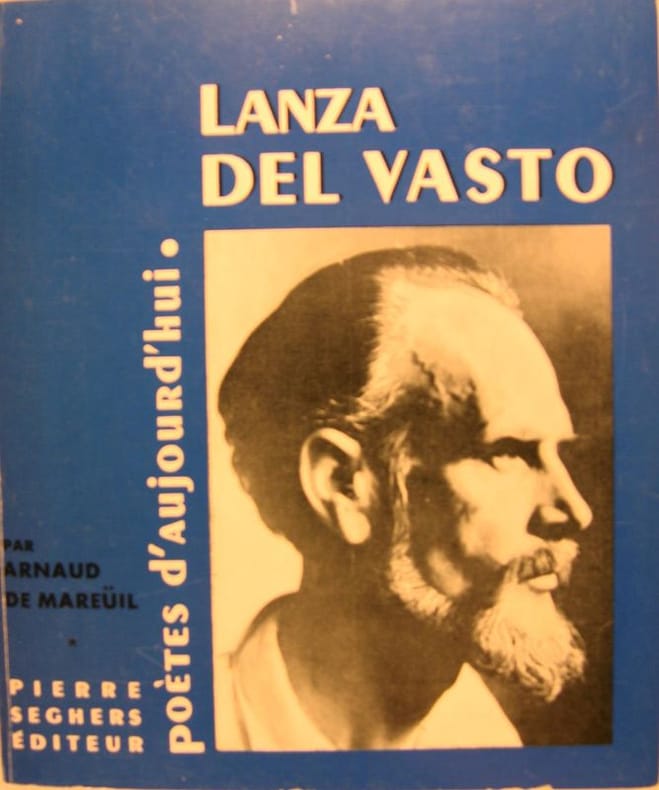 LANZA
DEL VASTO
POÈTES d'AUjOURd'hui •
PAR
ARNAUD
DE MAREÜIL
*
PIERRE
SEGHERS
ÉDITEUR